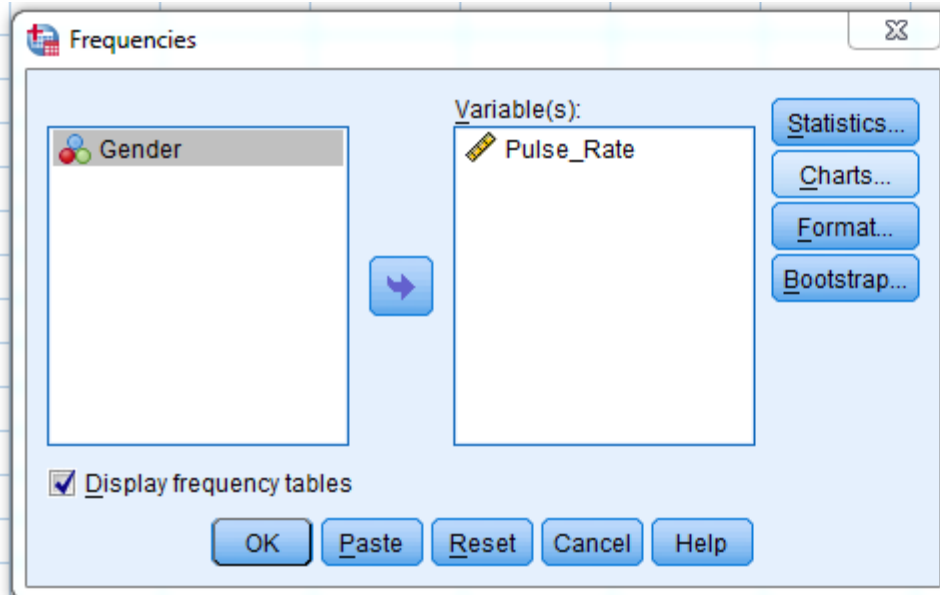 Frequencies
Variable(s):
Gender
Pulse_Rate
Statistics...
Charts...
Format...
Bootstrap...
Display frequency tables
OK Paste Reset Cancel Help